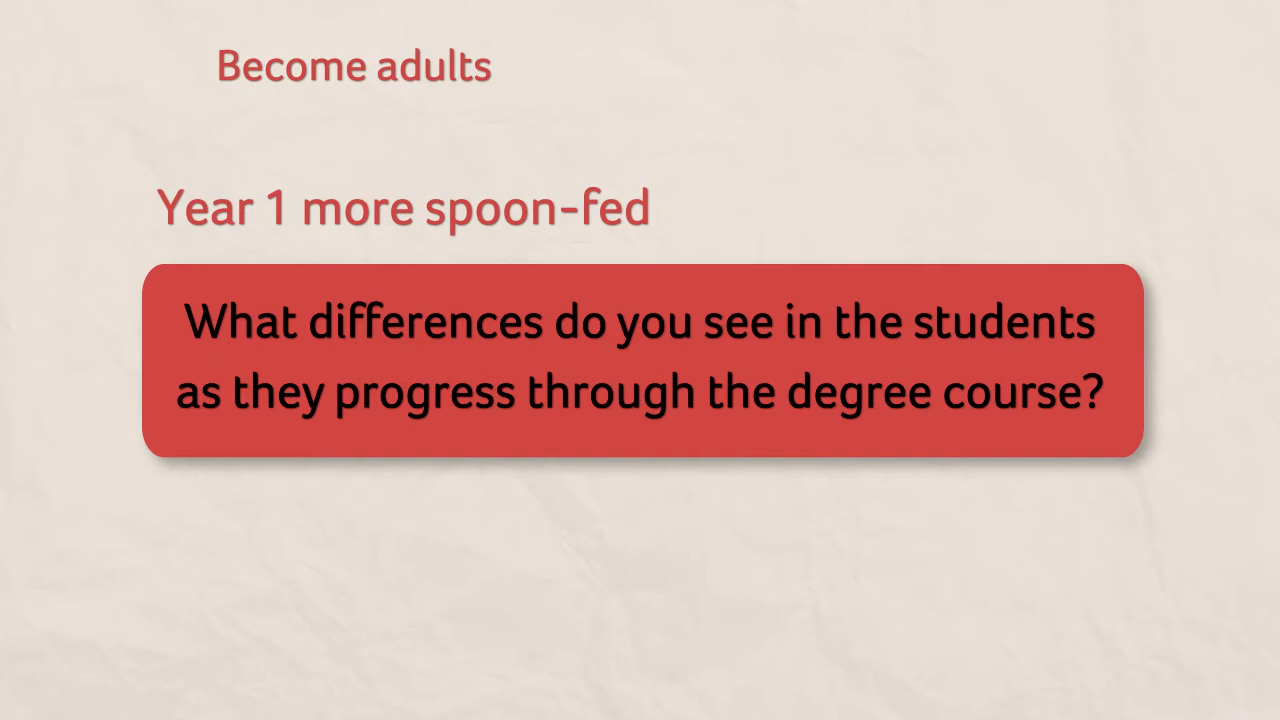 Become adults
Year 1 more spoon-fed
What differences do you see in the students
as they progress through the degree course?